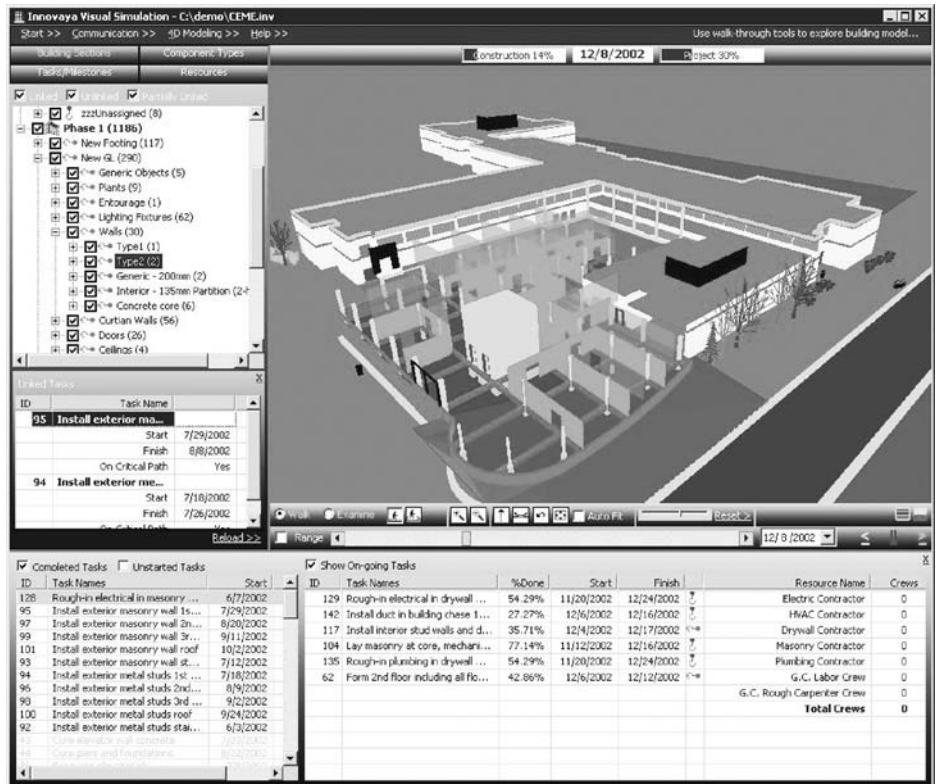 Innovaya Visual Simulation - C:\demo\CEME.inv
Start >> Communication >> 4D Modeling >> Help >>
Use walk-through tools to explore building model...
Building Sections Component Types
Tasks/Milestones Resources
Construction 14% 12/8/2002 Project 30%
Linked Unlinked Partially Linked
zzzUnassigned (8)
Phase 1 (1186)
New Footing (117)
New GL (290)
Generic Objects (5)
Plants (9)
Entourage (1)
Lighting Fixtures (62)
Walls (30)
Type1 (1)
Type2 (2)
Generic - 200mm (2)
Interior - 135mm Partition (2-h
Concrete core (6)
Curtian Walls (56)
Doors (26)
Ceilings (4)
Linked Tasks X
ID Task Name
95 Install exterior ma...
Start 7/29/2002
Finish 8/8/2002
On Critical Path Yes
94 Install exterior me...
Start 7/18/2002
Finish 7/26/2002
On Critical Path Yes
Reload >>
Walk Examine Auto Fit Reset >
Range 12/ 8 /2002
Completed Tasks Unstarted Tasks
ID Task Names Start
128 Rough-in electrical in masonry ... 6/7/2002
95 Install exterior masonry wall 1s... 7/29/2002
97 Install exterior masonry wall 2n... 8/20/2002
99 Install exterior masonry wall 3r... 9/11/2002
101 Install exterior masonry wall roof 10/2/2002
93 Install exterior masonry wall st... 7/12/2002
94 Install exterior metal studs 1st ... 7/18/2002
96 Install exterior metal studs 2nd... 8/9/2002
98 Install exterior metal studs 3rd ... 9/2/2002
100 Install exterior metal studs roof 9/24/2002
92 Install exterior metal studs stai... 6/3/2002
43 Cure elevator wall concrete
44 Cure piers and foundations 8/22/2002
Show On-going Tasks X
ID Task Names %Done Start Finish Resource Name Crews
129 Rough-in electrical in drywall ... 54.29% 11/20/2002 12/24/2002 Electric Contractor 0
142 Install duct in building chase 1... 27.27% 12/6/2002 12/16/2002 HVAC Contractor 0
117 Install interior stud walls and d... 35.71% 12/4/2002 12/17/2002 Drywall Contractor 0
104 Lay masonry at core, mechani... 77.14% 11/12/2002 12/16/2002 Masonry Contractor 0
135 Rough-in plumbing in drywall ... 54.29% 11/20/2002 12/24/2002 Plumbing Contractor 0
62 Form 2nd floor including all flo... 42.86% 12/6/2002 12/12/2002 G.C. Labor Crew 0
G.C. Rough Carpenter Crew 0
Total Crews 0